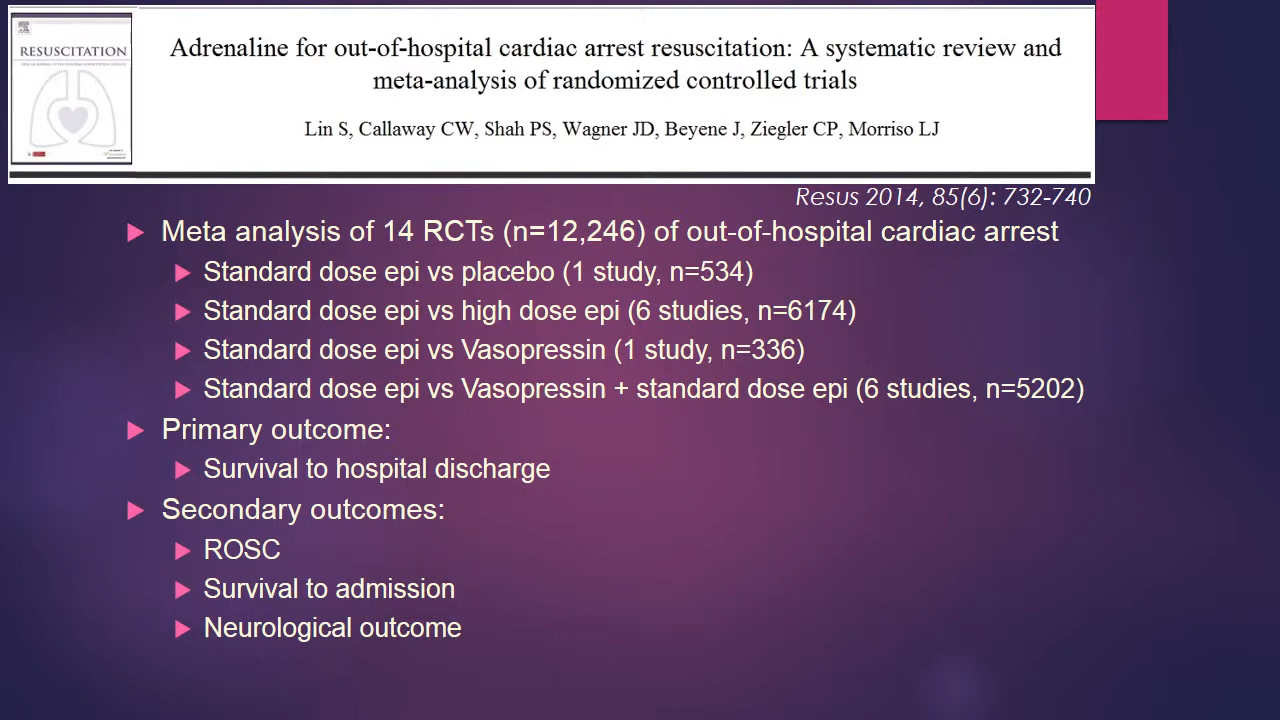 RESUSCITATION
Adrenaline for out-of-hospital cardiac arrest resuscitation: A systematic review and
meta-analysis of randomized controlled trials
Lin S, Callaway CW, Shah PS, Wagner JD, Beyene J, Ziegler CP, Morriso LJ
Resus 2014, 85(6): 732-740
Meta analysis of 14 RCTs (n=12,246) of out-of-hospital cardiac arrest
Standard dose epi vs placebo (1 study, n=534)
Standard dose epi vs high dose epi (6 studies, n=6174)
Standard dose epi vs Vasopressin (1 study, n=336)
Standard dose epi vs Vasopressin + standard dose epi (6 studies, n=5202)
Primary outcome:
Survival to hospital discharge
Secondary outcomes:
ROSC
Survival to admission
Neurological outcome